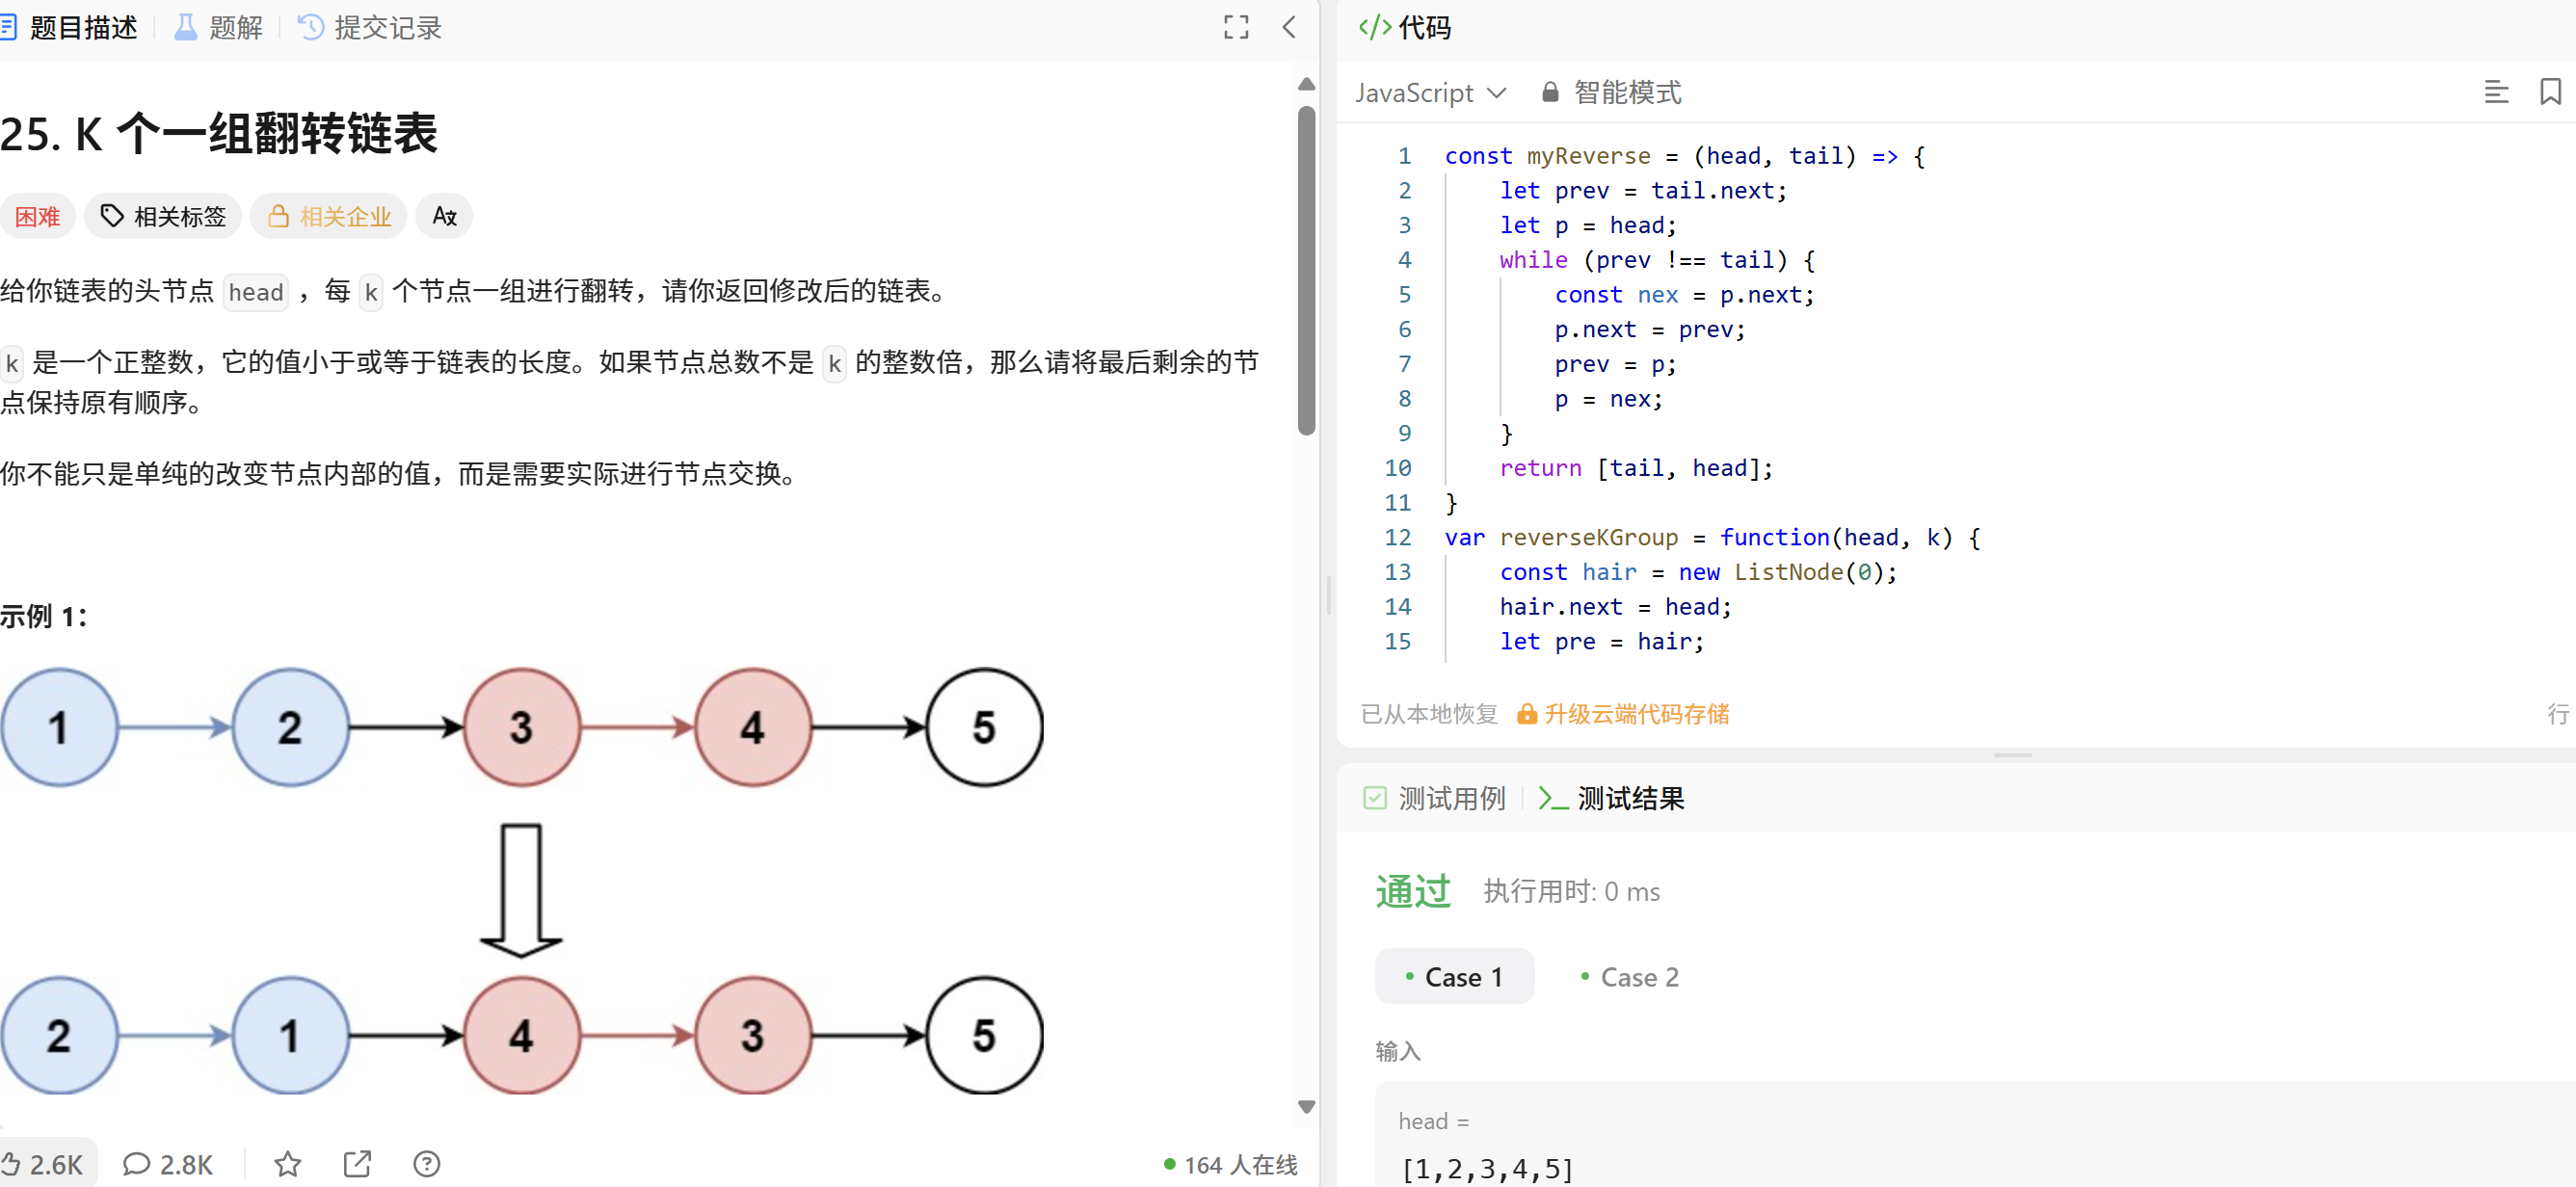 题目描述 题解 提交记录
25. K 个一组翻转链表
困难 相关标签 相关企业
给你链表的头节点 head ，每 k 个节点一组进行翻转，请你返回修改后的链表。
k 是一个正整数，它的值小于或等于链表的长度。如果节点总数不是 k 的整数倍，那么请将最后剩余的节
点保持原有顺序。
你不能只是单纯的改变节点内部的值，而是需要实际进行节点交换。
示例 1：
1 2 3 4 5
2 1 4 3 5
2.6K 2.8K 164 人在线
</> 代码
JavaScript 智能模式
1 const myReverse = (head, tail) => {
2     let prev = tail.next;
3     let p = head;
4     while (prev !== tail) {
5         const nex = p.next;
6         p.next = prev;
7         prev = p;
8         p = nex;
9     }
10     return [tail, head];
11 }
12 var reverseKGroup = function(head, k) {
13     const hair = new ListNode(0);
14     hair.next = head;
15     let pre = hair;
已从本地恢复 升级云端代码存储 行
测试用例 >_ 测试结果
通过 执行用时: 0 ms
Case 1 Case 2
输入
head =
[1,2,3,4,5]